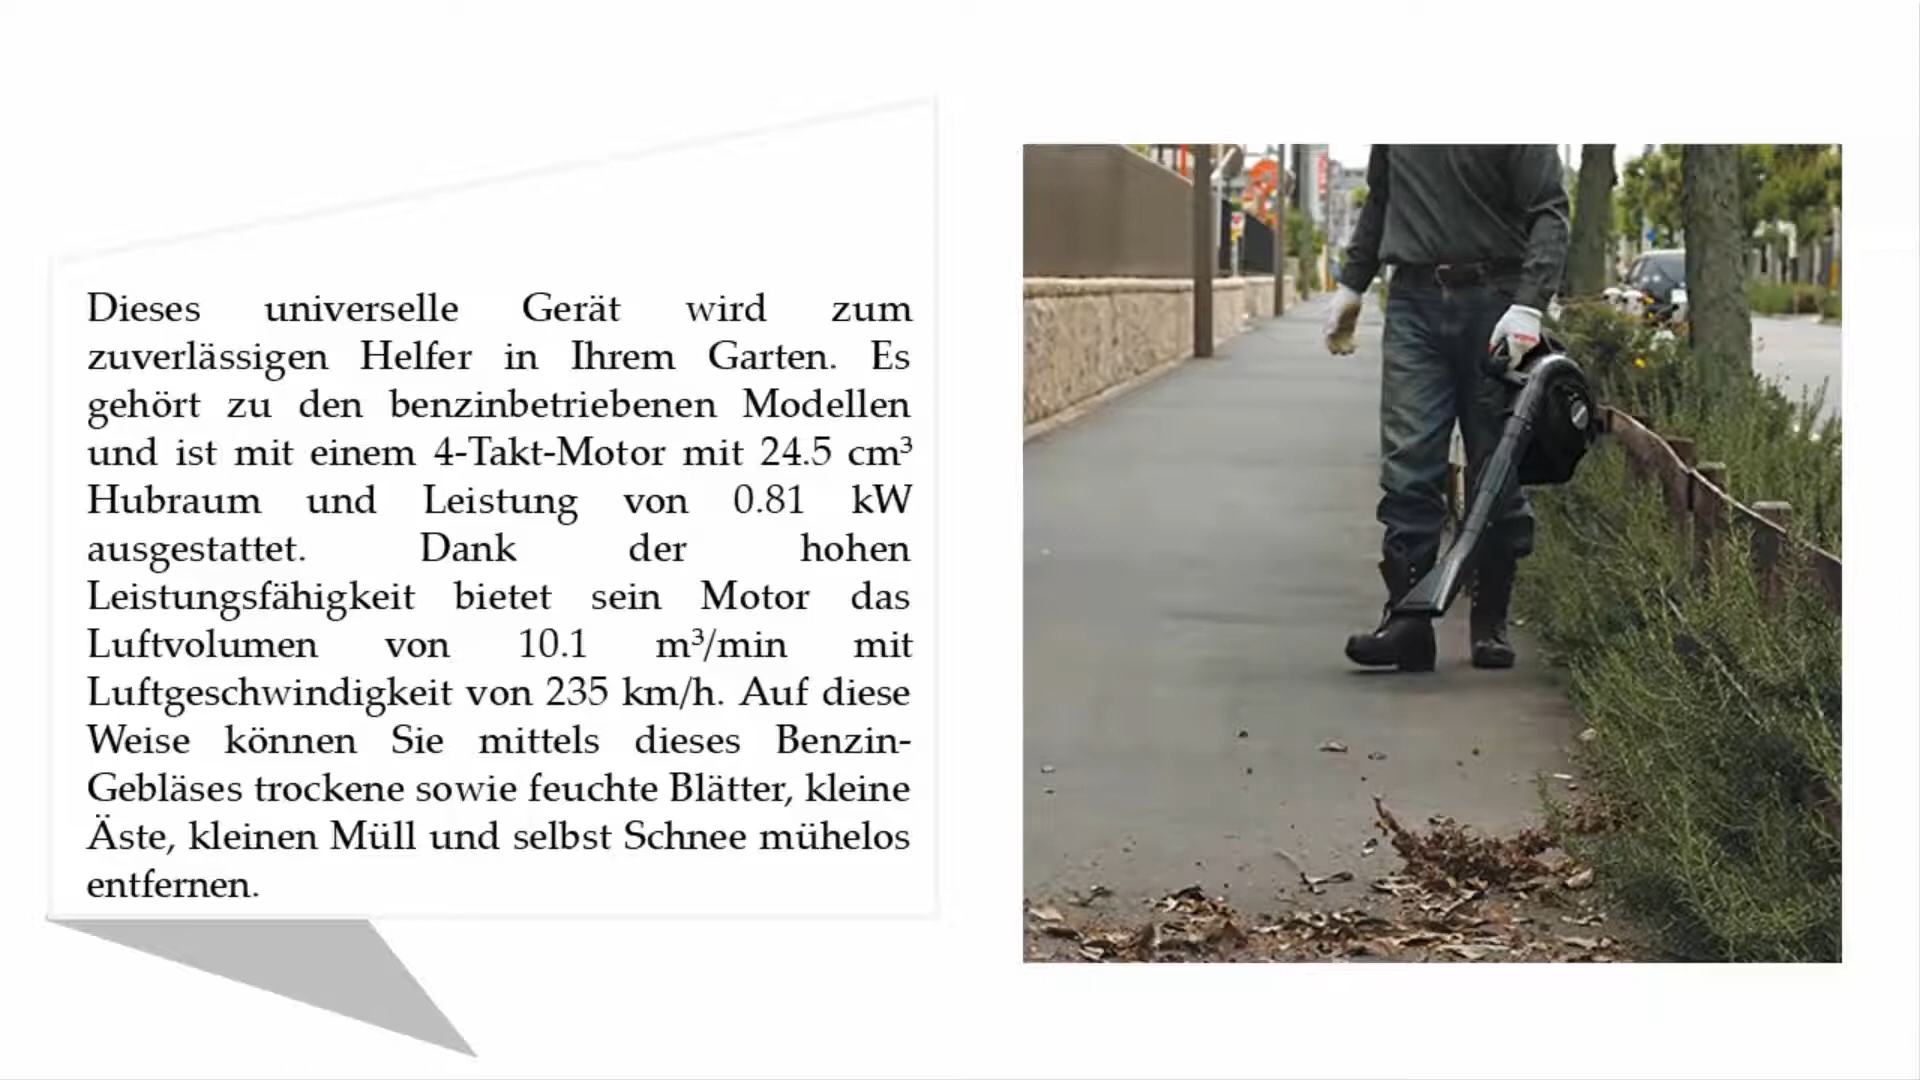 Dieses universelle Gerät wird zum
zuverlässigen Helfer in Ihrem Garten. Es
gehört zu den benzinbetriebenen Modellen
und ist mit einem 4-Takt-Motor mit 24.5 cm³
Hubraum und Leistung von 0.81 kW
ausgestattet. Dank der hohen
Leistungsfähigkeit bietet sein Motor das
Luftvolumen von 10.1 m³/min mit
Luftgeschwindigkeit von 235 km/h. Auf diese
Weise können Sie mittels dieses Benzin-
Gebläses trockene sowie feuchte Blätter, kleine
Äste, kleinen Müll und selbst Schnee mühelos
entfernen.